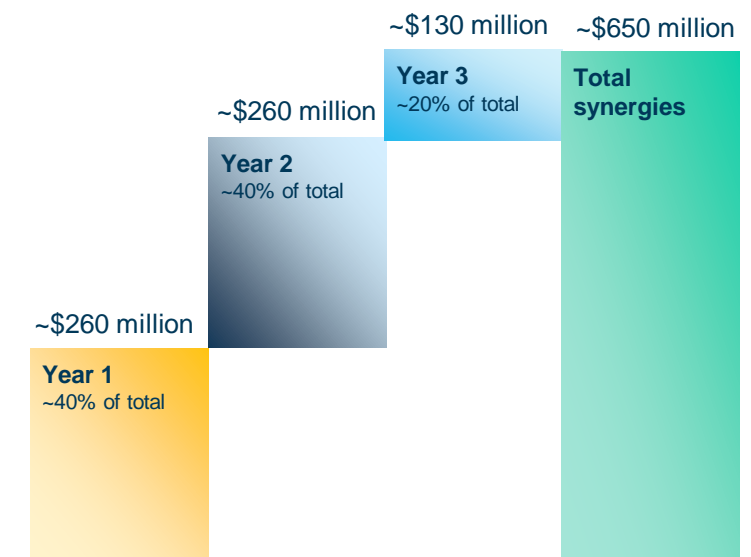 ~$130 million
~$650 million
Year 3
~20% of total
Total
synergies
~$260 million
Year 2
~40% of total
~$260 million
Year 1
~40% of total